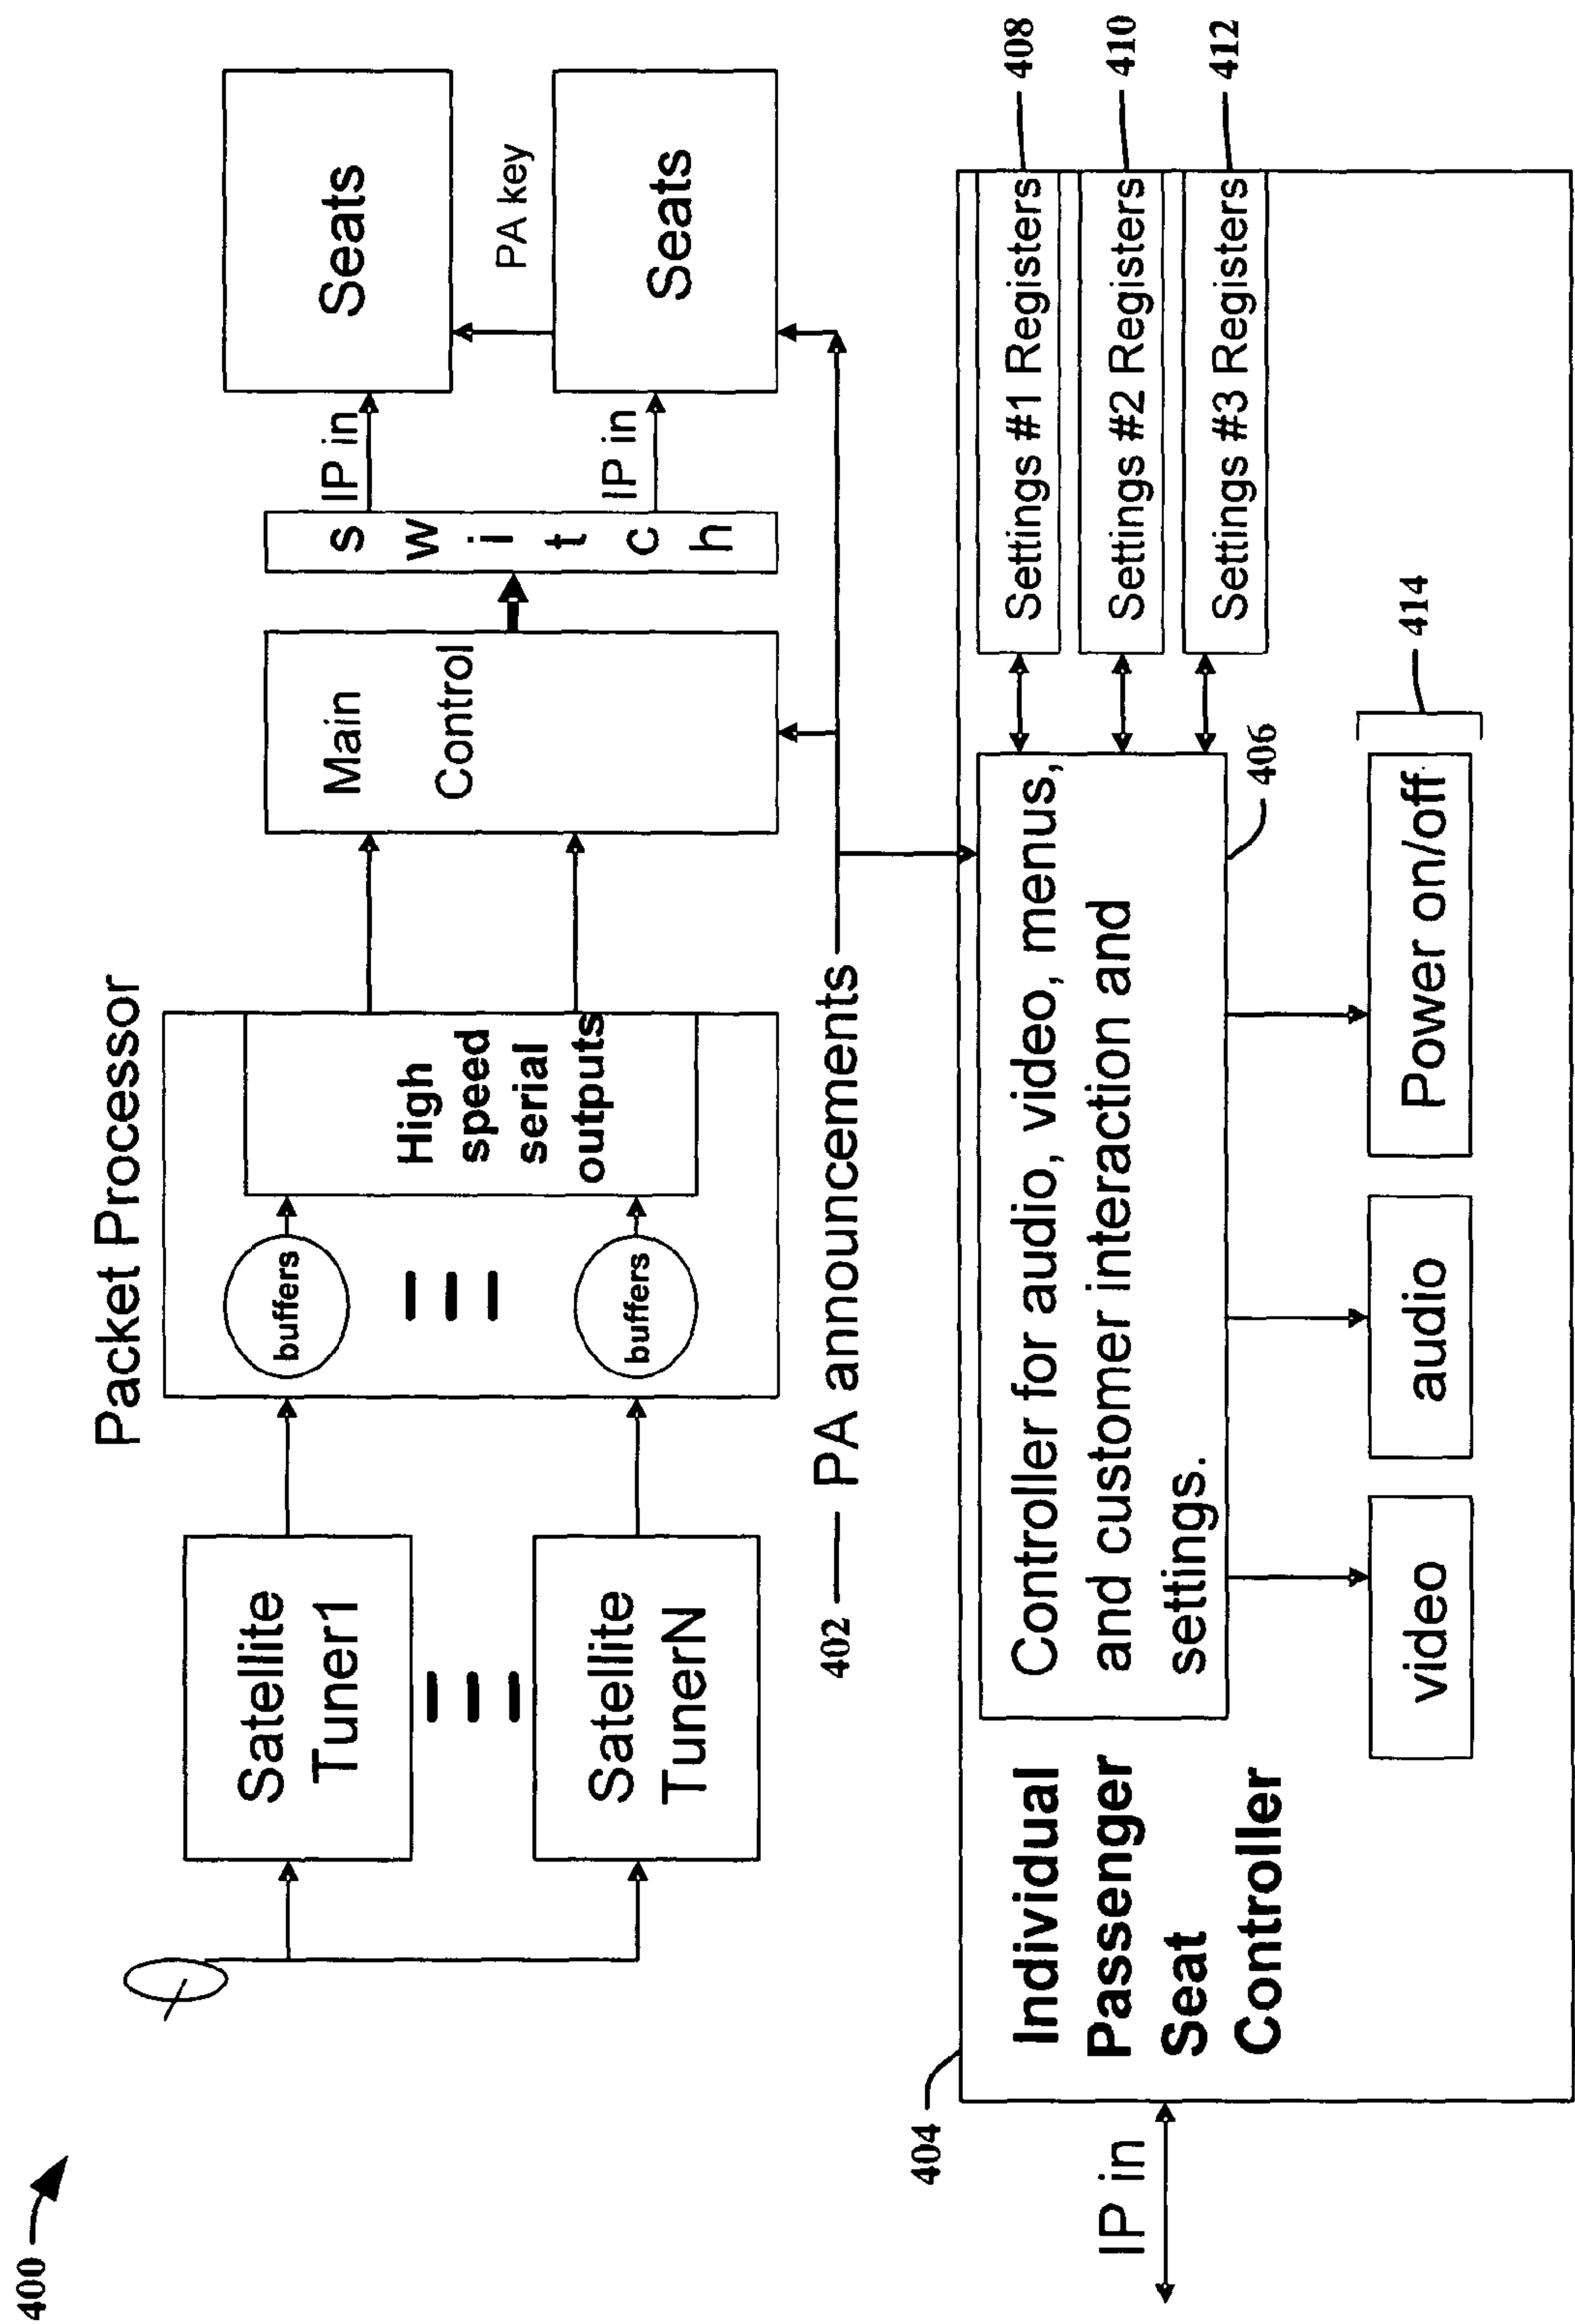 400
Packet Processor
Satellite
Tuner1
Satellite
TunerN
buffers
buffers
High
speed
serial
outputs
Main
Control
s
w
i
t
c
h
IP in
IP in
Seats
PA key
Seats
402
PA announcements
404
IP in
Individual
Passenger
Seat
Controller
Controller for audio, video, menus,
and customer interaction and
settings.
406
Settings #1 Registers
408
Settings #2 Registers
410
Settings #3 Registers
412
video
audio
Power on/off
414